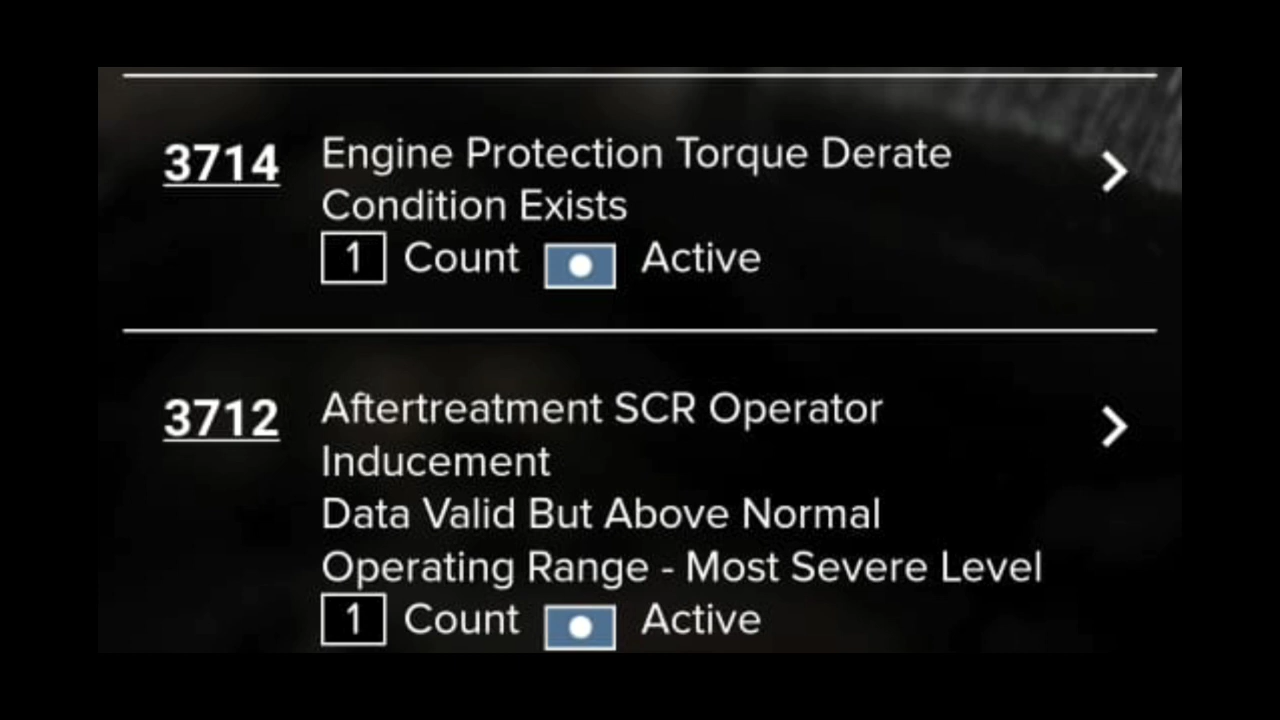 3714 Engine Protection Torque Derate
Condition Exists
1 Count Active
3712 Aftertreatment SCR Operator
Inducement
Data Valid But Above Normal
Operating Range - Most Severe Level
1 Count Active